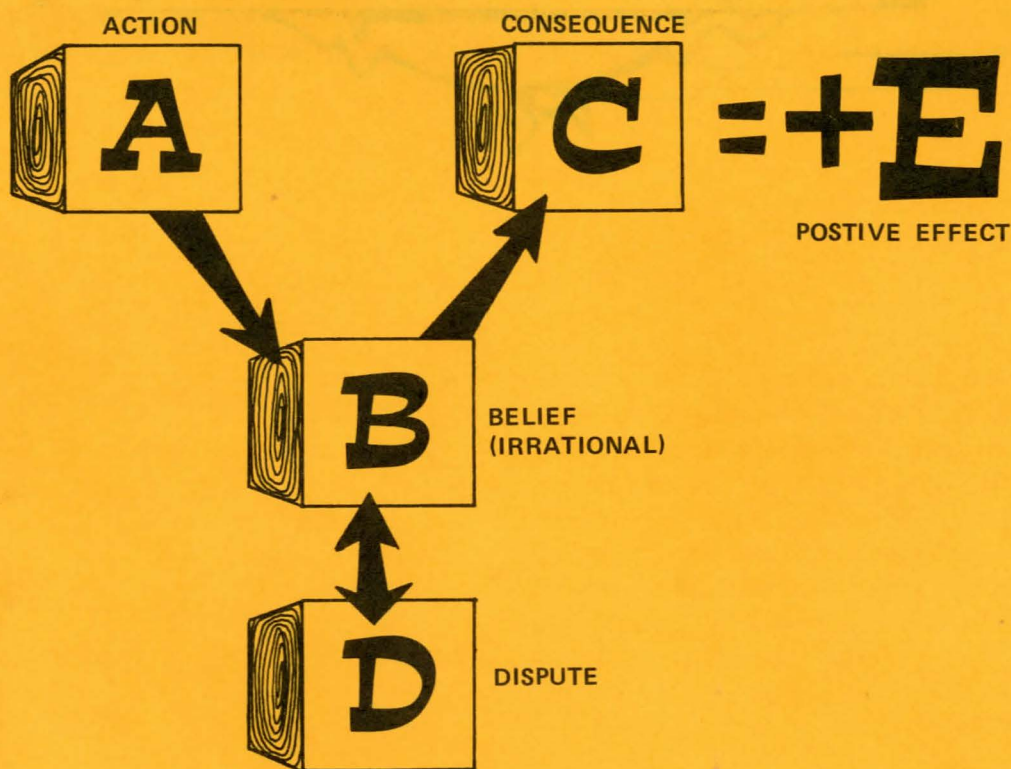 ACTION
CONSEQUENCE
A
C = +E
POSTIVE EFFECT
B
BELIEF
(IRRATIONAL)
D
DISPUTE